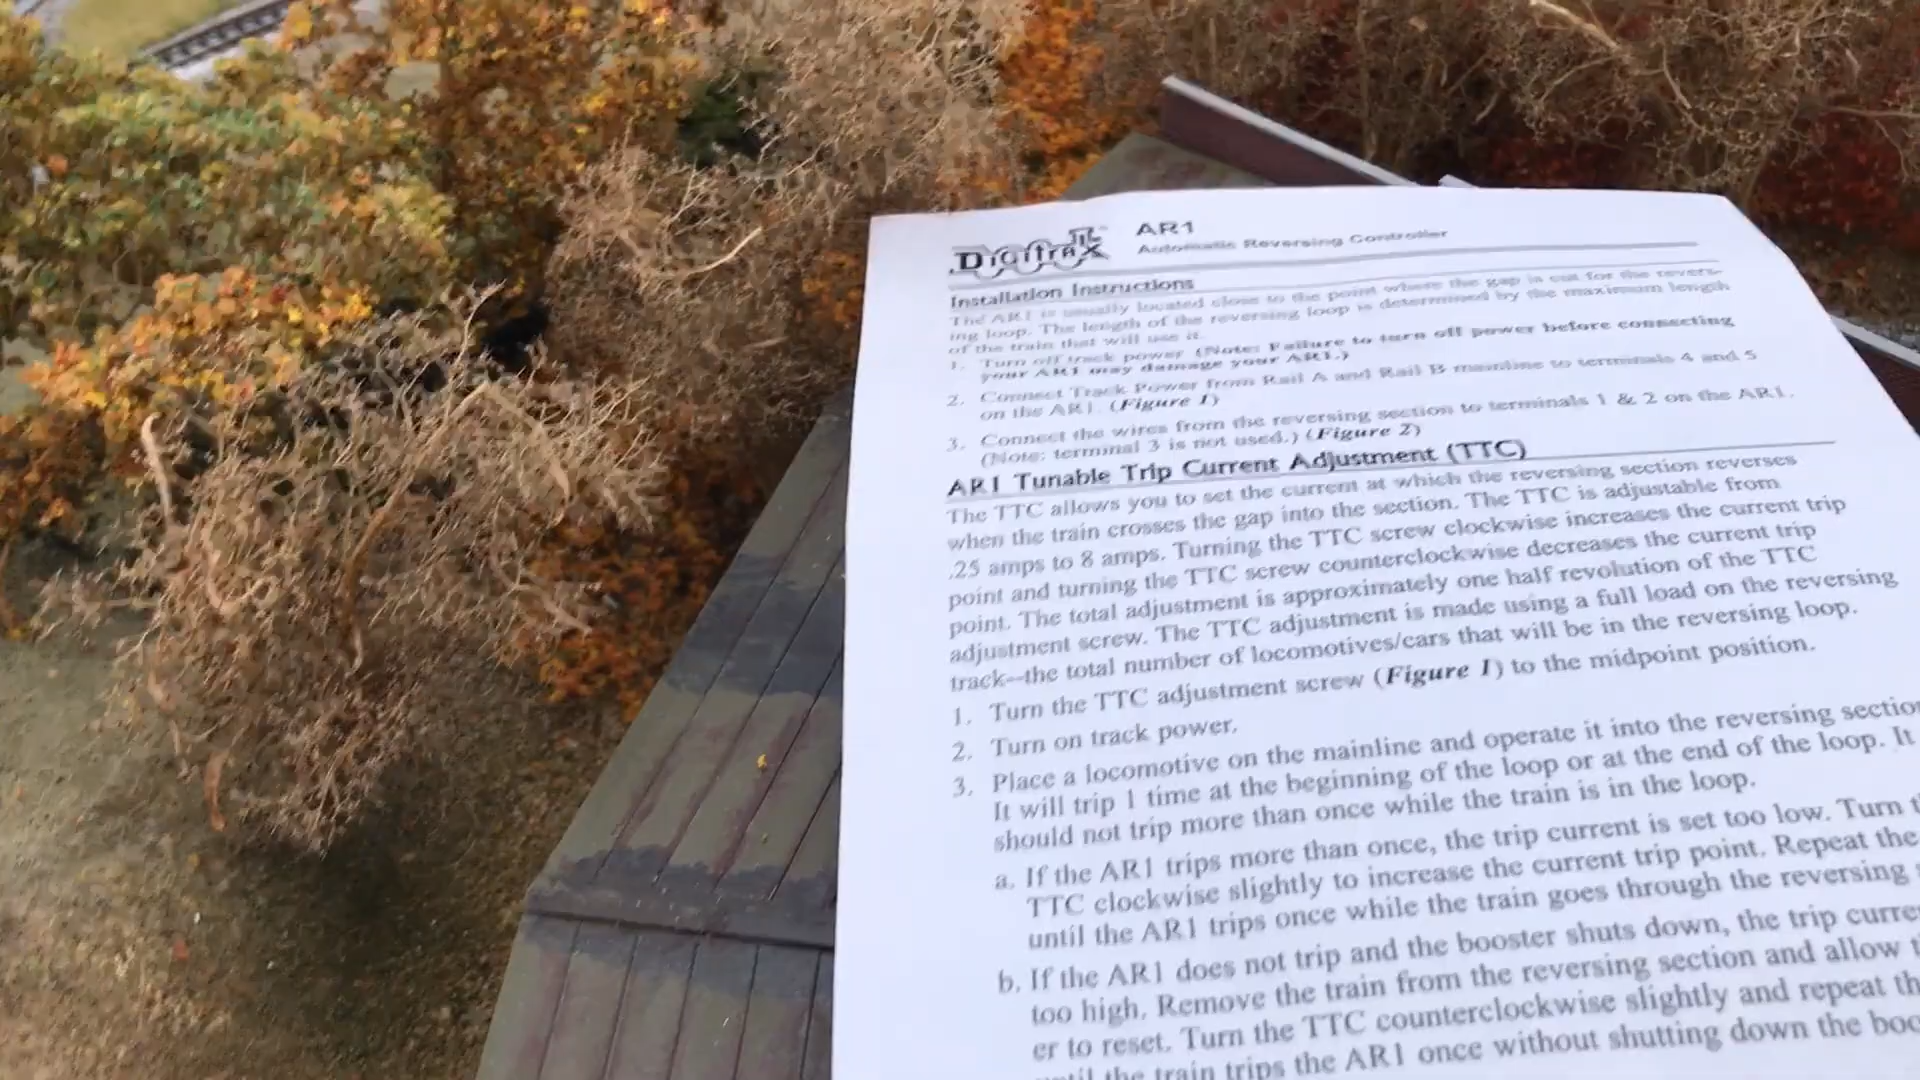 Digitrax
AR1
Automatic Reversing Controller
Installation Instructions
The AR1 is usually located close to the point where the gap is cut for the revers-
ing loop. The length of the reversing loop is determined by the maximum length
of the train that will use it.
1. Turn off track power (Note: Failure to turn off power before connecting
your AR1 may damage your AR1.)
2. Connect Track Power from Rail A and Rail B mainline to terminals 4 and 5
on the AR1. (Figure 1)
3. Connect the wires from the reversing section to terminals 1 & 2 on the AR1.
(Note: terminal 3 is not used.) (Figure 2)
AR1 Tunable Trip Current Adjustment (TTC)
The TTC allows you to set the current at which the reversing section reverses
when the train crosses the gap into the section. The TTC is adjustable from
.25 amps to 8 amps. Turning the TTC screw clockwise increases the current trip
point and turning the TTC screw counterclockwise decreases the current trip
point. The total adjustment is approximately one half revolution of the TTC
adjustment screw. The TTC adjustment is made using a full load on the reversing
track--the total number of locomotives/cars that will be in the reversing loop.
1. Turn the TTC adjustment screw (Figure 1) to the midpoint position.
2. Turn on track power.
3. Place a locomotive on the mainline and operate it into the reversing section
It will trip 1 time at the beginning of the loop or at the end of the loop. It
should not trip more than once while the train is in the loop.
a. If the AR1 trips more than once, the trip current is set too low. Turn
TTC clockwise slightly to increase the current trip point. Repeat the
until the AR1 trips once while the train goes through the reversing
b. If the AR1 does not trip and the booster shuts down, the trip curre
too high. Remove the train from the reversing section and allow
er to reset. Turn the TTC counterclockwise slightly and repeat th
until the train trips the AR1 once without shutting down the boo